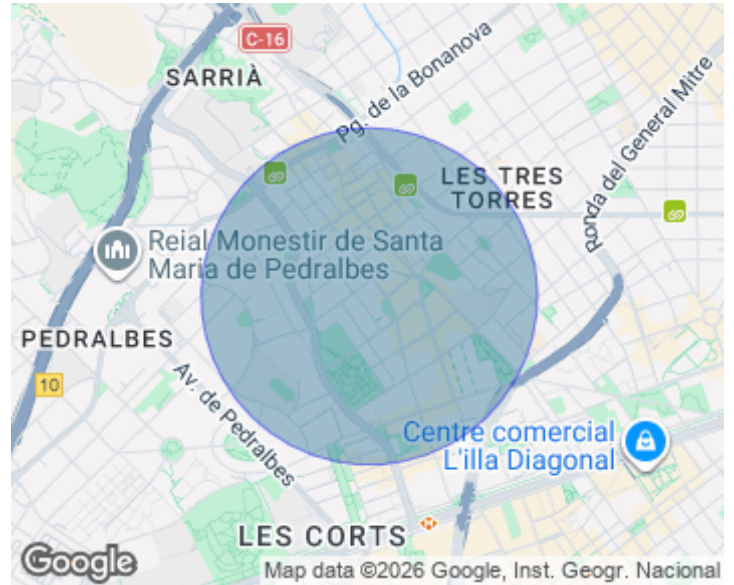 C-16
SARRIÀ
Pg. de la Bonanova
Ronda del General Mitre
LES TRES
TORRES
Reial Monestir de Santa
Maria de Pedralbes
PEDRALBES
10
Av. de Pedralbes
Centre comercial
L'illa Diagonal
LES CORTS
Google
Map data ©2026 Google, Inst. Geogr. Nacional